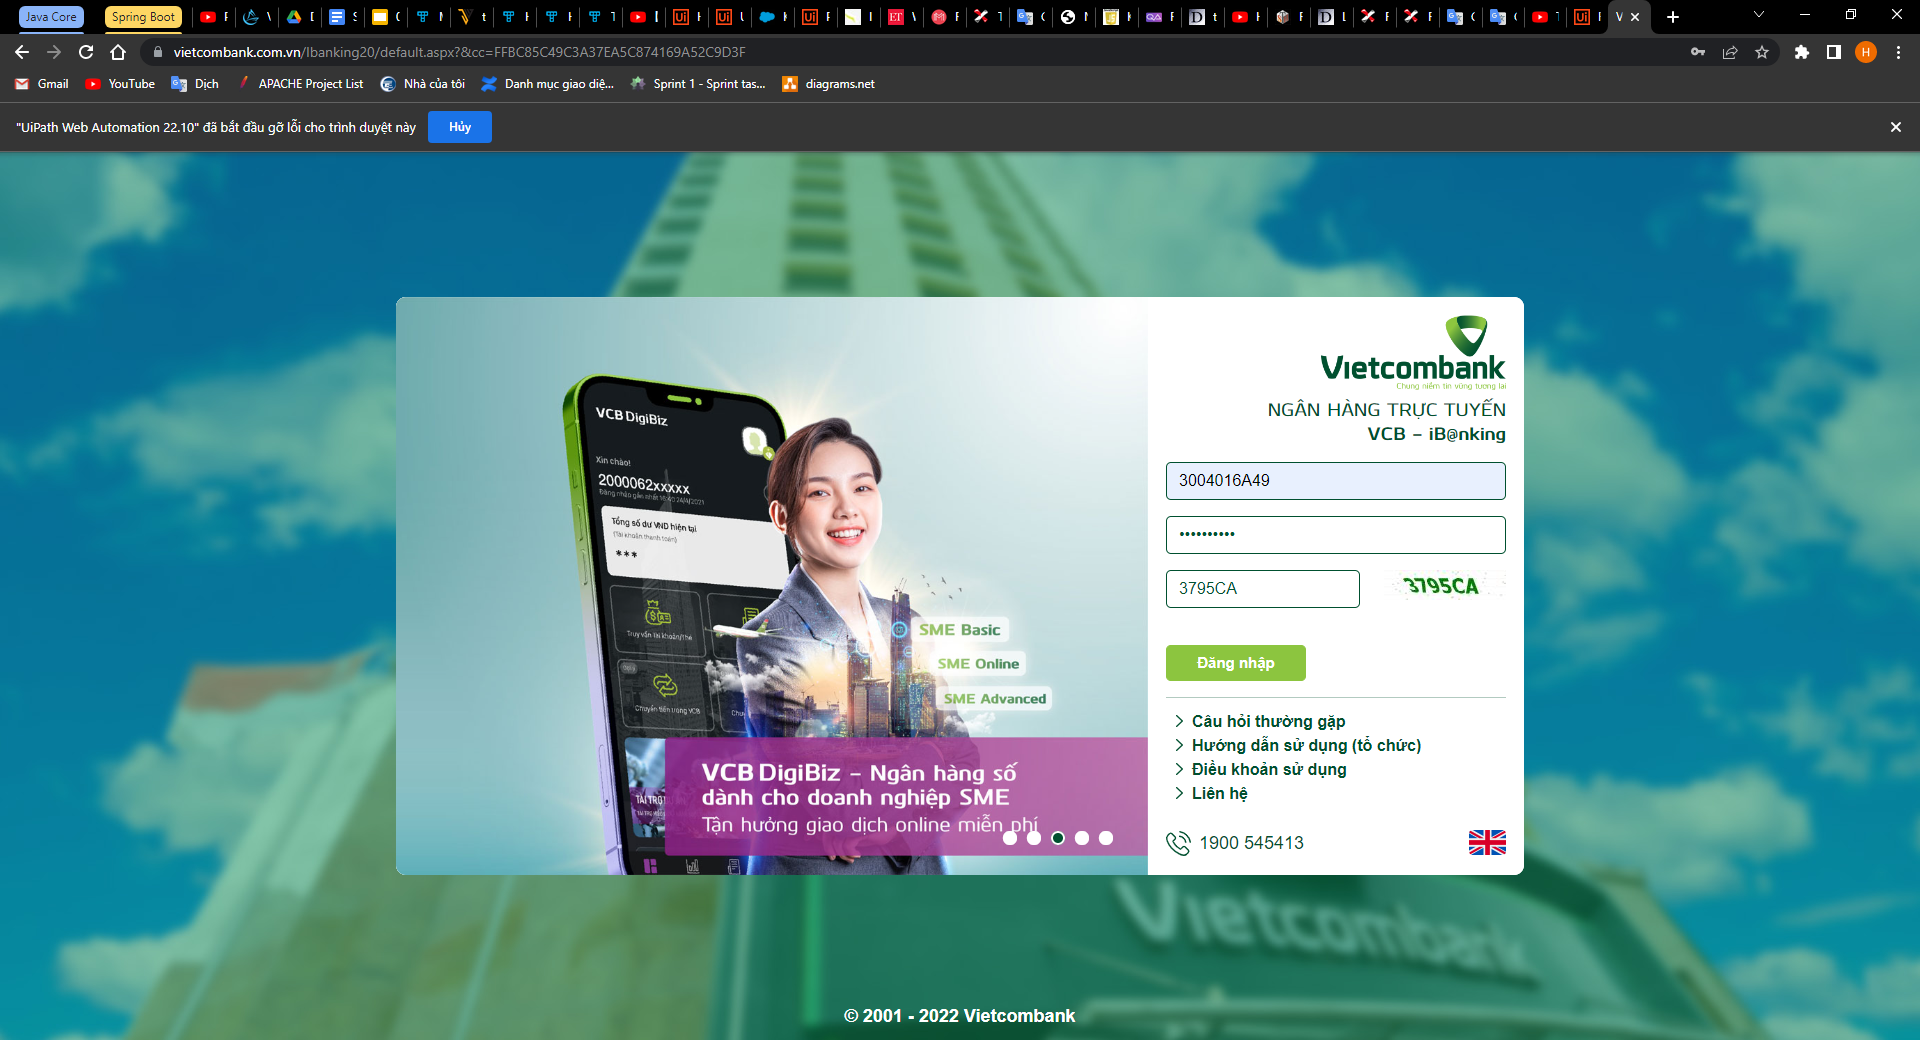 Java Core
Spring Boot
vietcombank.com.vn/Ibanking20/default.aspx?&cc=FFBC85C49C3A37EA5C874169A52C9D3F
H
Gmail
YouTube
Dịch
APACHE Project List
Nhà của tôi
Danh mục giao diệ...
Sprint 1 - Sprint tas...
diagrams.net
"UiPath Web Automation 22.10" đã bắt đầu gỡ lỗi cho trình duyệt này
Hủy
Vietcombank
Chung niềm tin vững tương lai
NGÂN HÀNG TRỰC TUYẾN
VCB – iB@nking
3004016A49
••••••••••
3795CA
3795CA
Đăng nhập
Câu hỏi thường gặp
Hướng dẫn sử dụng (tổ chức)
Điều khoản sử dụng
Liên hệ
1900 545413
VCB DigiBiz
Xin chào!
2000062xxxxx
Tổng số dư VND hiện tại
(Tài khoản thanh toán)
***
Truy vấn tài khoản/thẻ
Chuyển tiền trong VCB
SME Basic
SME Online
SME Advanced
VCB DigiBiz – Ngân hàng số
dành cho doanh nghiệp SME
Tận hưởng giao dịch online miễn phí
Vietcombank
© 2001 - 2022 Vietcombank